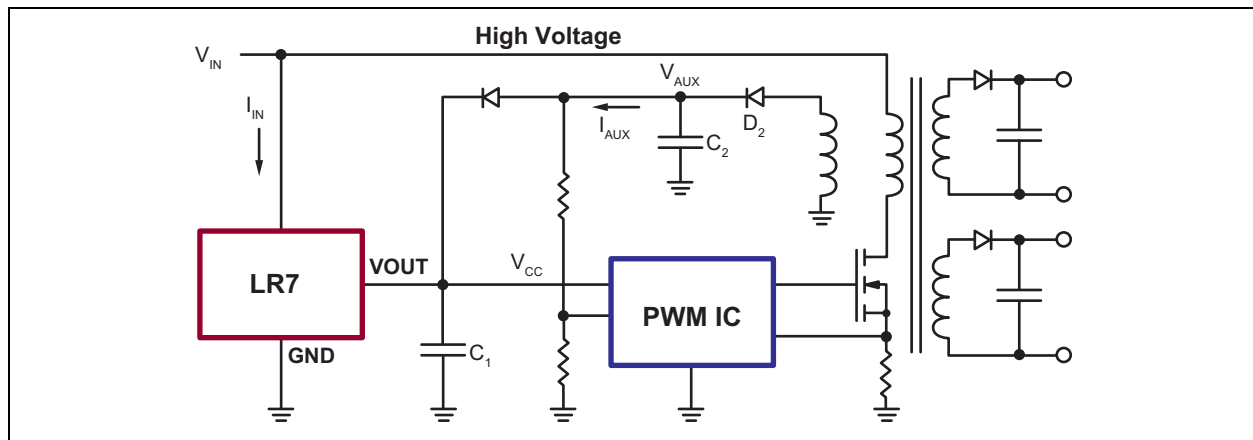 High Voltage
V_IN
V_AUX
I_IN
I_AUX
D_2
C_2
LR7
VOUT
V_CC
PWM IC
GND
C_1